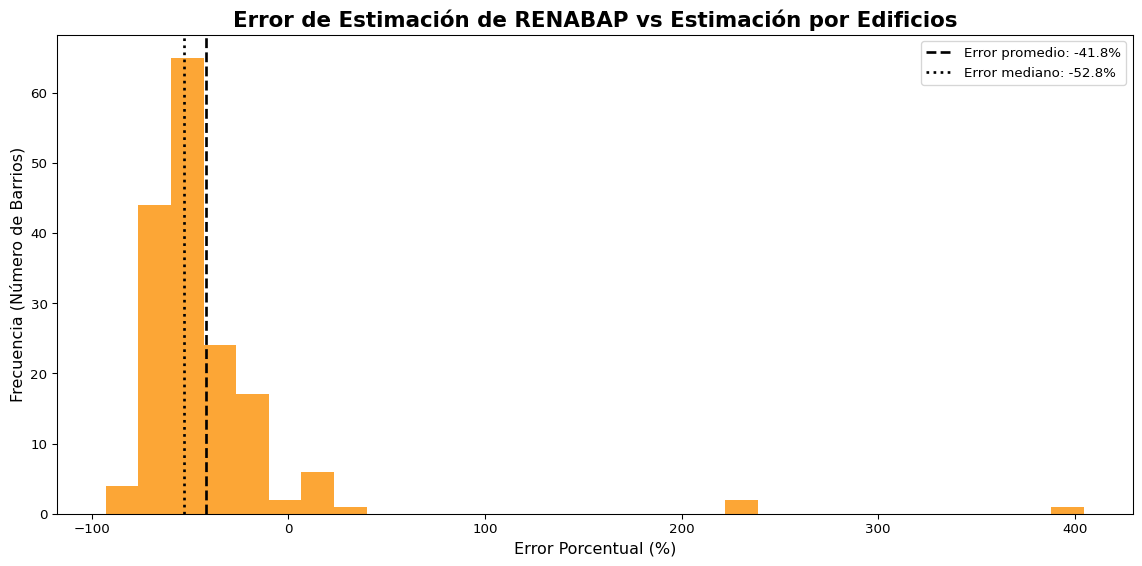 Error de Estimación de RENABAP vs Estimación por Edificios
Error promedio: -41.8%
Error mediano: -52.8%
Frecuencia (Número de Barrios)
60
50
40
30
20
10
0
−100
0
100
200
300
400
Error Porcentual (%)